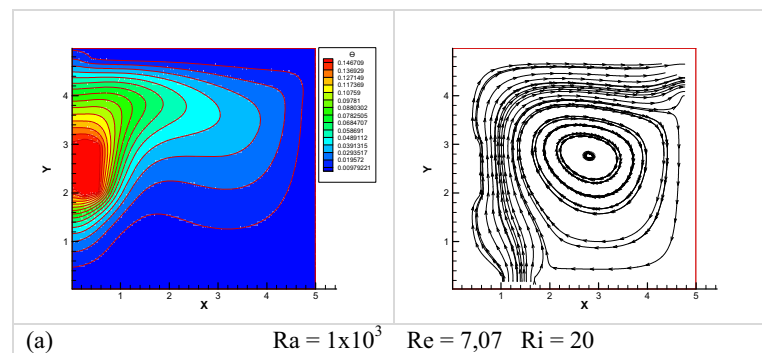 Θ
0.146709
0.136929
0.127149
0.117369
0.10759
0.09781
0.0880302
0.0782505
0.0684707
0.058691
0.0489112
0.0391315
0.0293517
0.019572
0.00979221
Y
4
3
2
1
1 2 3 4 5
X
Y
4
3
2
1
1 2 3 4 5
X
(a) Ra = 1x10³ Re = 7,07 Ri = 20